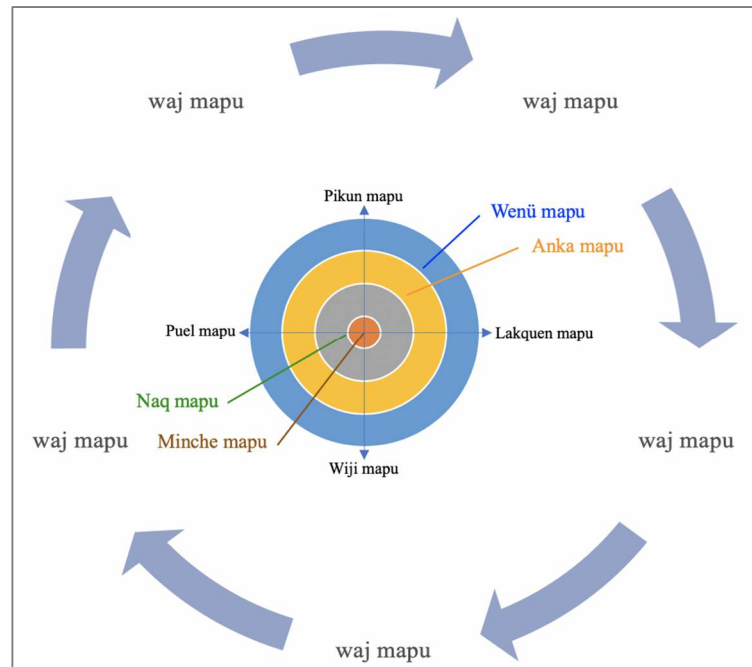 waj mapu
waj mapu
Pikun mapu
Wenü mapu
Anka mapu
Puel mapu
Lakquen mapu
Naq mapu
Minche mapu
waj mapu
waj mapu
Wiji mapu
waj mapu